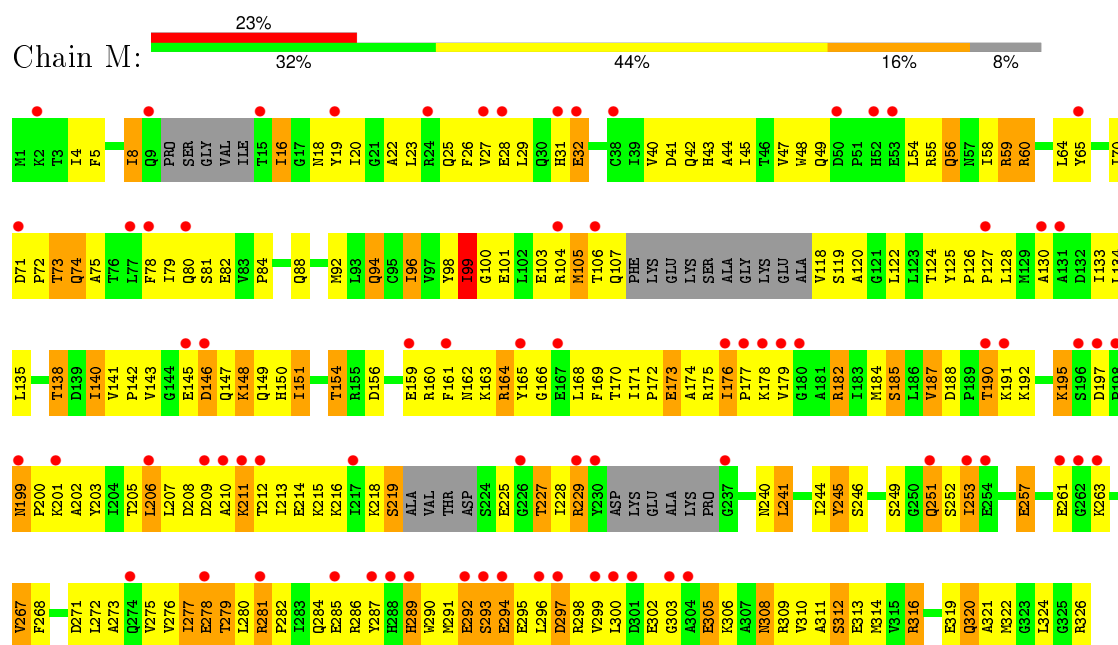 23%
Chain M:
32% 44% 16% 8%
M1 K2 T3 I4 F5 I8 Q9 PRO SER GLY VAL ILE T15 I16 G17 N18 Y19 I20 G21 A22 L23 R24 Q25 F26 V27 E28 L29 Q30 H31 E32 C38 I39 V40 D41 Q42 H43 A44 I45 T46 V47 W48 Q49 D50 P51 H52 E53 L54 R55 Q56 N57 I58 R59 R60 L64 Y65 I70
D71 P72 T73 Q74 A75 T76 L77 F78 I79 Q80 S81 E82 V83 P84 Q88 M92 L93 Q94 C95 I96 V97 Y98 I99 G100 E101 L102 E103 R104 M105 T106 Q107 PHE LYS GLU LYS SER ALA GLY LYS GLU ALA V118 S119 A120 G121 L122 L123 T124 Y125 P126 P127 L128 M129 A130 A131 D132 I133 L134
L135 T138 D139 I140 V141 P142 V143 G144 E145 D146 Q147 K148 Q149 H150 I151 T154 R155 D156 E159 R160 F161 N162 K163 R164 Y165 G166 E167 L168 F169 T170 I171 P172 E173 A174 R175 I176 P177 K178 V179 G180 A181 R182 I183 M184 S185 L186 V187 D188 P189 T190 K191 K192 K195 S196 D197 P198
N199 P200 K201 A202 Y203 I204 T205 L206 L207 D208 D209 A210 K211 T212 I213 E214 K215 K216 I217 K218 S219 ALA VAL THR ASP S224 E225 G226 T227 I228 R229 Y230 ASP LYS GLU ALA LYS PRO G237 N240 L241 I244 Y245 S246 S249 G250 Q251 S252 I253 E254 E257 E261 G262 K263
V267 F268 D271 L272 A273 Q274 V275 V276 I277 E278 T279 L280 R281 P282 I283 Q284 E285 R286 Y287 H288 H289 W290 M291 E292 S293 E294 E295 L296 D297 R298 V299 L300 D301 E302 G303 A304 E305 K306 A307 N308 R309 V310 A311 S312 E313 M314 V315 R316 E319 Q320 A321 M322 G323 L324 G325 R326